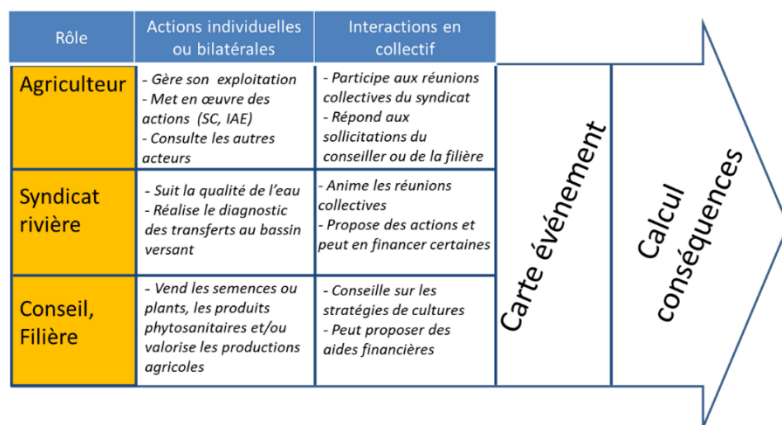 Rôle
Actions individuelles
ou bilatérales
Interactions en
collectif
Agriculteur
- Gère son exploitation
- Met en œuvre des
actions (SC, IAE)
- Consulte les autres
acteurs
- Participe aux réunions
collectives du syndicat
- Répond aux
sollicitations du
conseiller ou de la filière
Syndicat
rivière
- Suit la qualité de l'eau
- Réalise le diagnostic
des transferts au bassin
versant
- Anime les réunions
collectives
- Propose des actions et
peut en financer certaines
Conseil,
Filière
- Vend les semences ou
plants, les produits
phytosanitaires et/ou
valorise les productions
agricoles
- Conseille sur les
stratégies de cultures
- Peut proposer des
aides financières
Carte événement
Calcul
conséquences